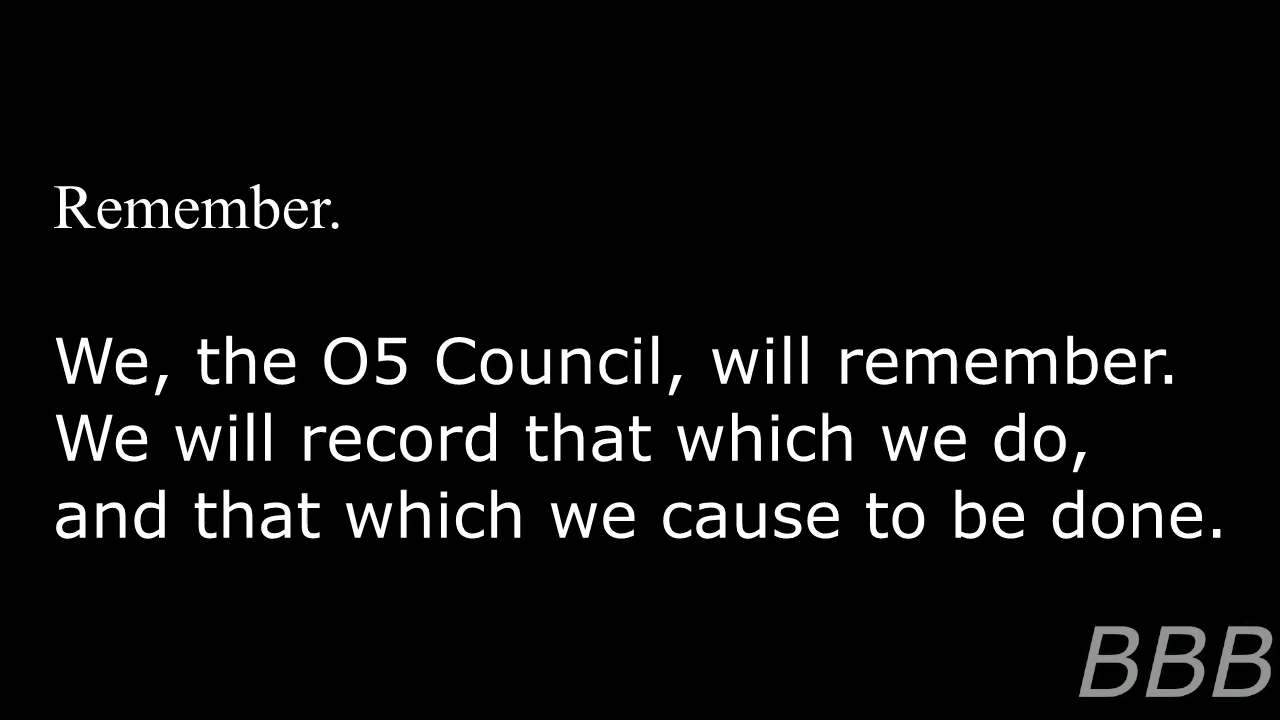 Remember.
We, the O5 Council, will remember.
We will record that which we do,
and that which we cause to be done.
BBB